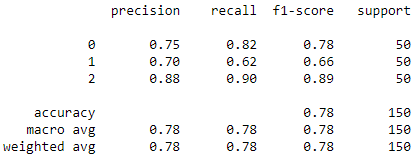 precision recall f1-score support
0 0.75 0.82 0.78 50
1 0.70 0.62 0.66 50
2 0.88 0.90 0.89 50
accuracy 0.78 150
macro avg 0.78 0.78 0.78 150
weighted avg 0.78 0.78 0.78 150